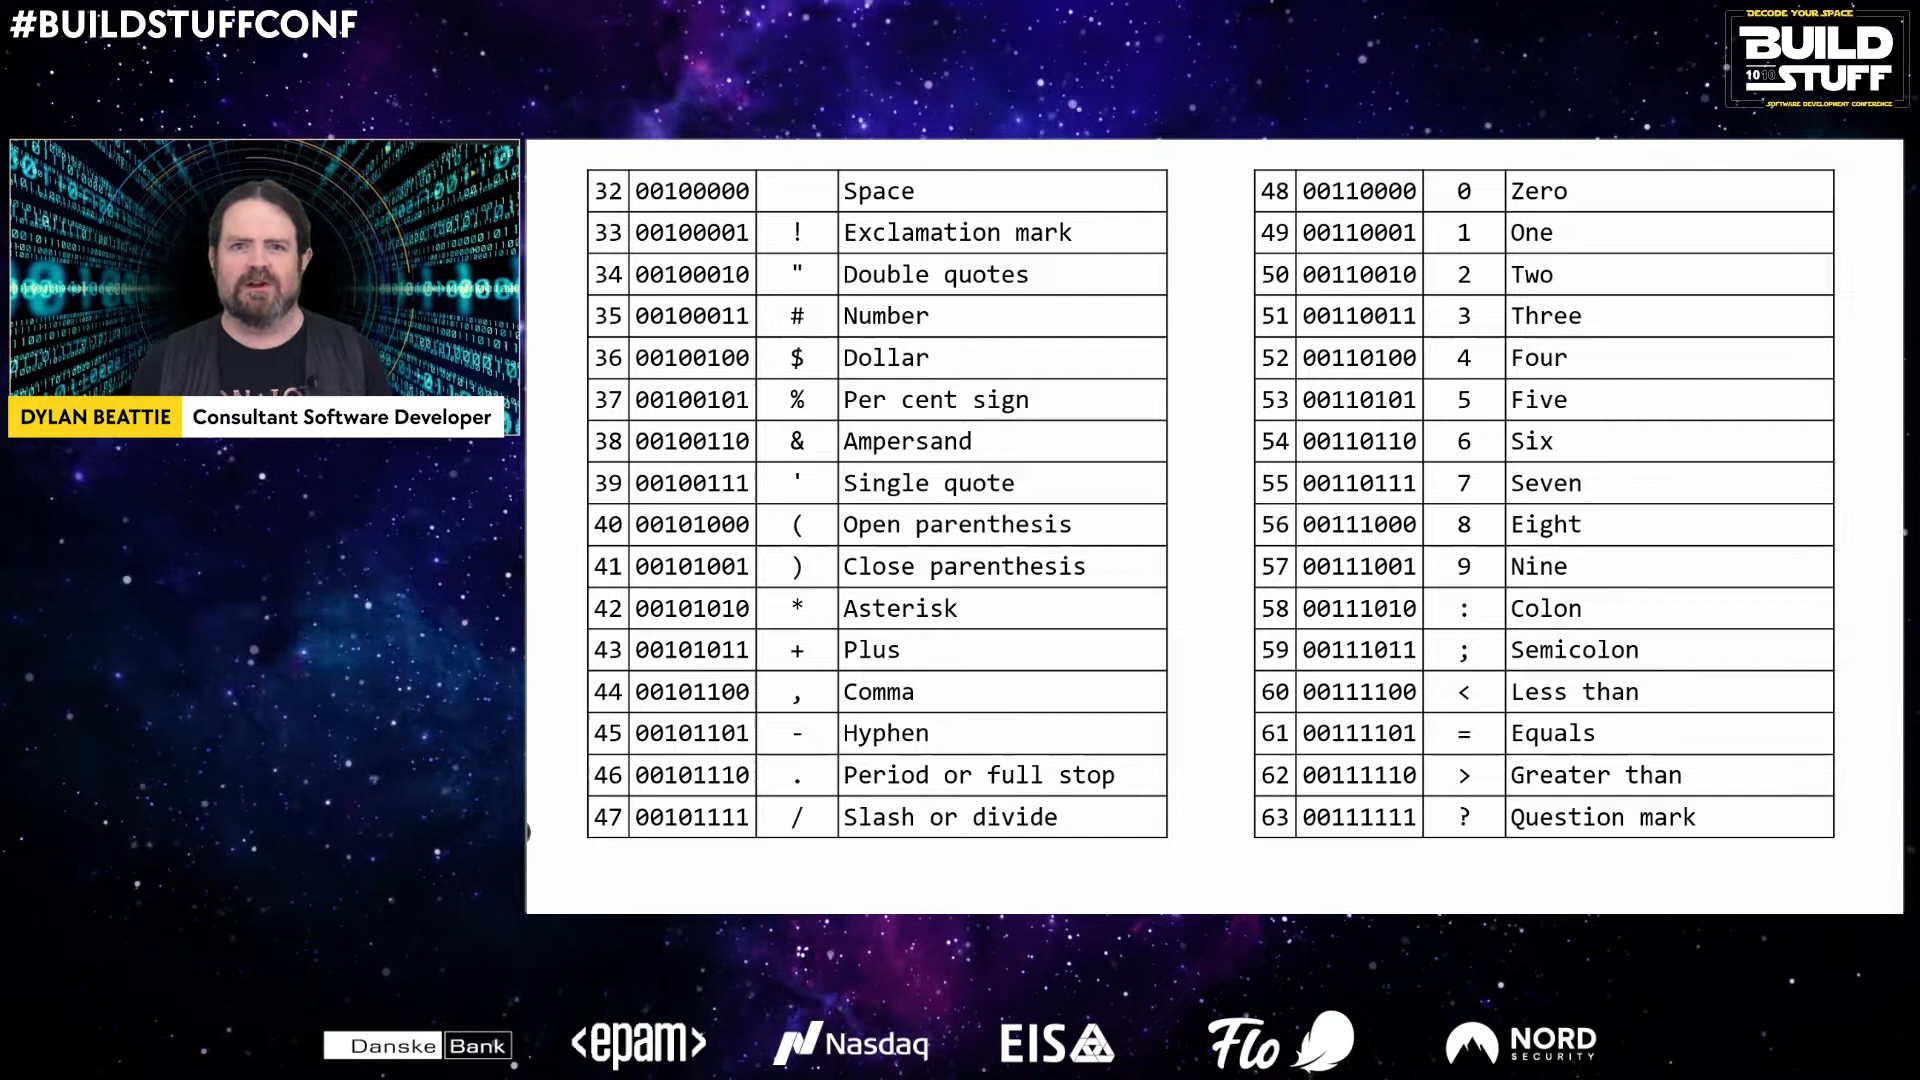 #BUILDSTUFFCONF
DECODE YOUR SPACE
BUILD
1010 STUFF
SOFTWARE DEVELOPMENT CONFERENCE
DYLAN BEATTIE Consultant Software Developer
32 00100000 Space
33 00100001 ! Exclamation mark
34 00100010 " Double quotes
35 00100011 # Number
36 00100100 $ Dollar
37 00100101 % Per cent sign
38 00100110 & Ampersand
39 00100111 ' Single quote
40 00101000 ( Open parenthesis
41 00101001 ) Close parenthesis
42 00101010 * Asterisk
43 00101011 + Plus
44 00101100 , Comma
45 00101101 - Hyphen
46 00101110 . Period or full stop
47 00101111 / Slash or divide
48 00110000 0 Zero
49 00110001 1 One
50 00110010 2 Two
51 00110011 3 Three
52 00110100 4 Four
53 00110101 5 Five
54 00110110 6 Six
55 00110111 7 Seven
56 00111000 8 Eight
57 00111001 9 Nine
58 00111010 : Colon
59 00111011 ; Semicolon
60 00111100 < Less than
61 00111101 = Equals
62 00111110 > Greater than
63 00111111 ? Question mark
Danske Bank
<epam>
Nasdaq
EIS
Flo
NORD
SECURITY